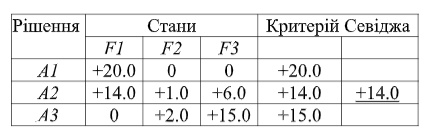 Рішення Стани Критерій Севіджа
F1 F2 F3
A1 +20.0 0 0 +20.0
A2 +14.0 +1.0 +6.0 +14.0 +14.0
A3 0 +2.0 +15.0 +15.0